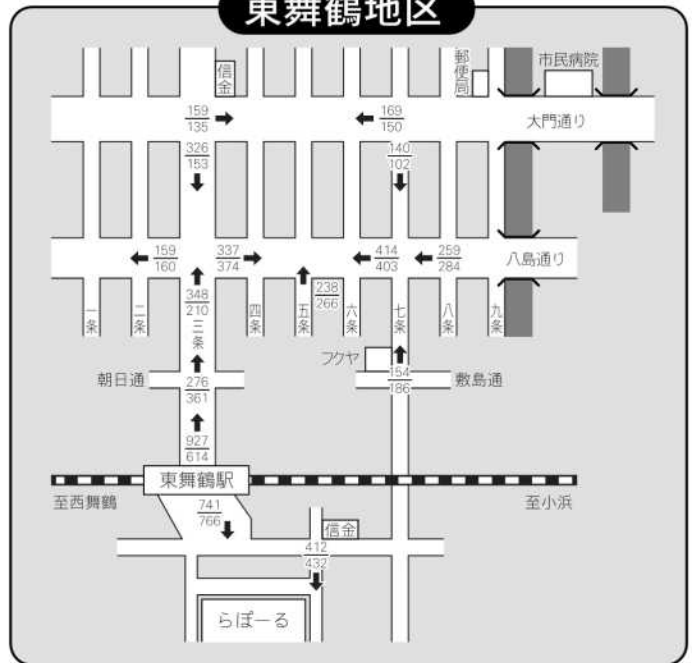 東舞鶴地区
信金
郵便局
市民病院
159
135
169
150
大門通り
326
153
140
102
159
160
337
374
414
403
259
284
八島通り
348
210
238
266
一条
二条
三条
四条
五条
六条
七条
八条
九条
フクヤ
朝日通
276
361
154
186
敷島通
927
614
東舞鶴駅
至西舞鶴
至小浜
741
766
信金
412
432
らぽーる